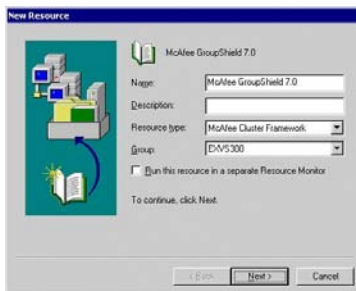 New Resource
McAfee GroupShield 7.0
Name: McAfee GroupShield 7.0
Description:
Resource type: McAfee Cluster Framework
Group: EXVS300
Run this resource in a separate Resource Monitor
To continue, click Next.
< Back Next > Cancel